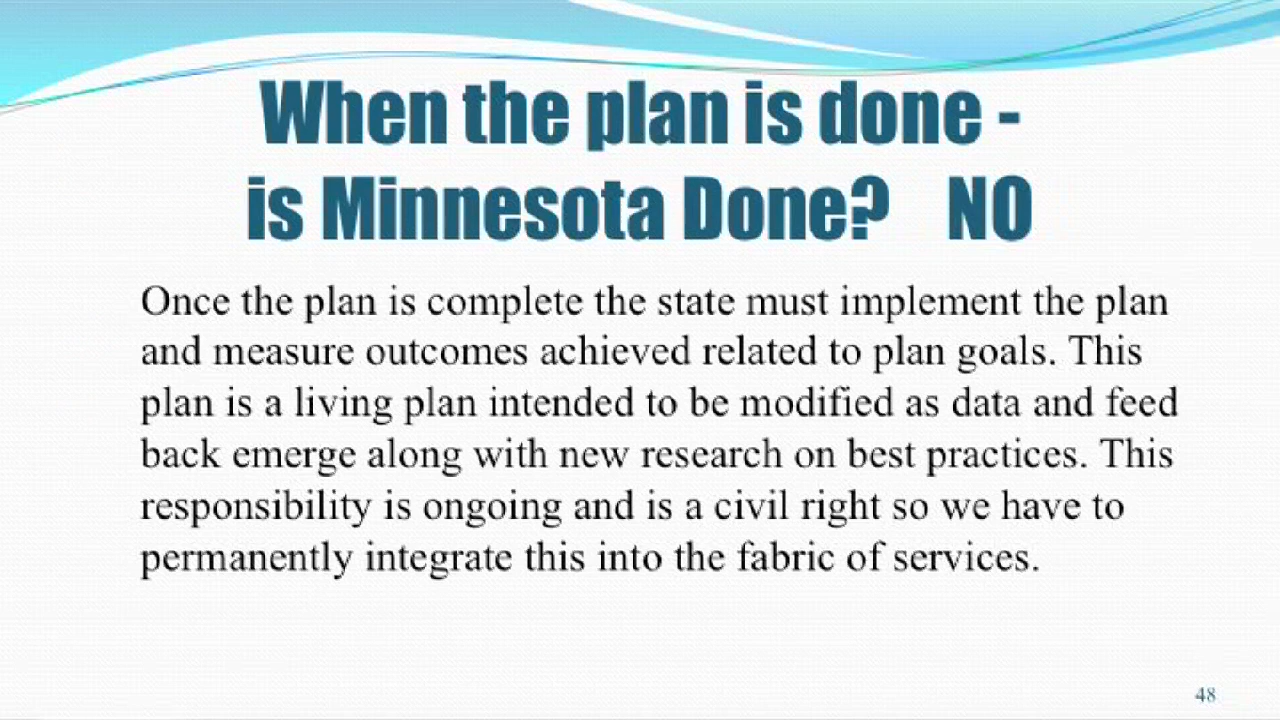 When the plan is done -
is Minnesota Done? NO
Once the plan is complete the state must implement the plan
and measure outcomes achieved related to plan goals. This
plan is a living plan intended to be modified as data and feed
back emerge along with new research on best practices. This
responsibility is ongoing and is a civil right so we have to
permanently integrate this into the fabric of services.
48